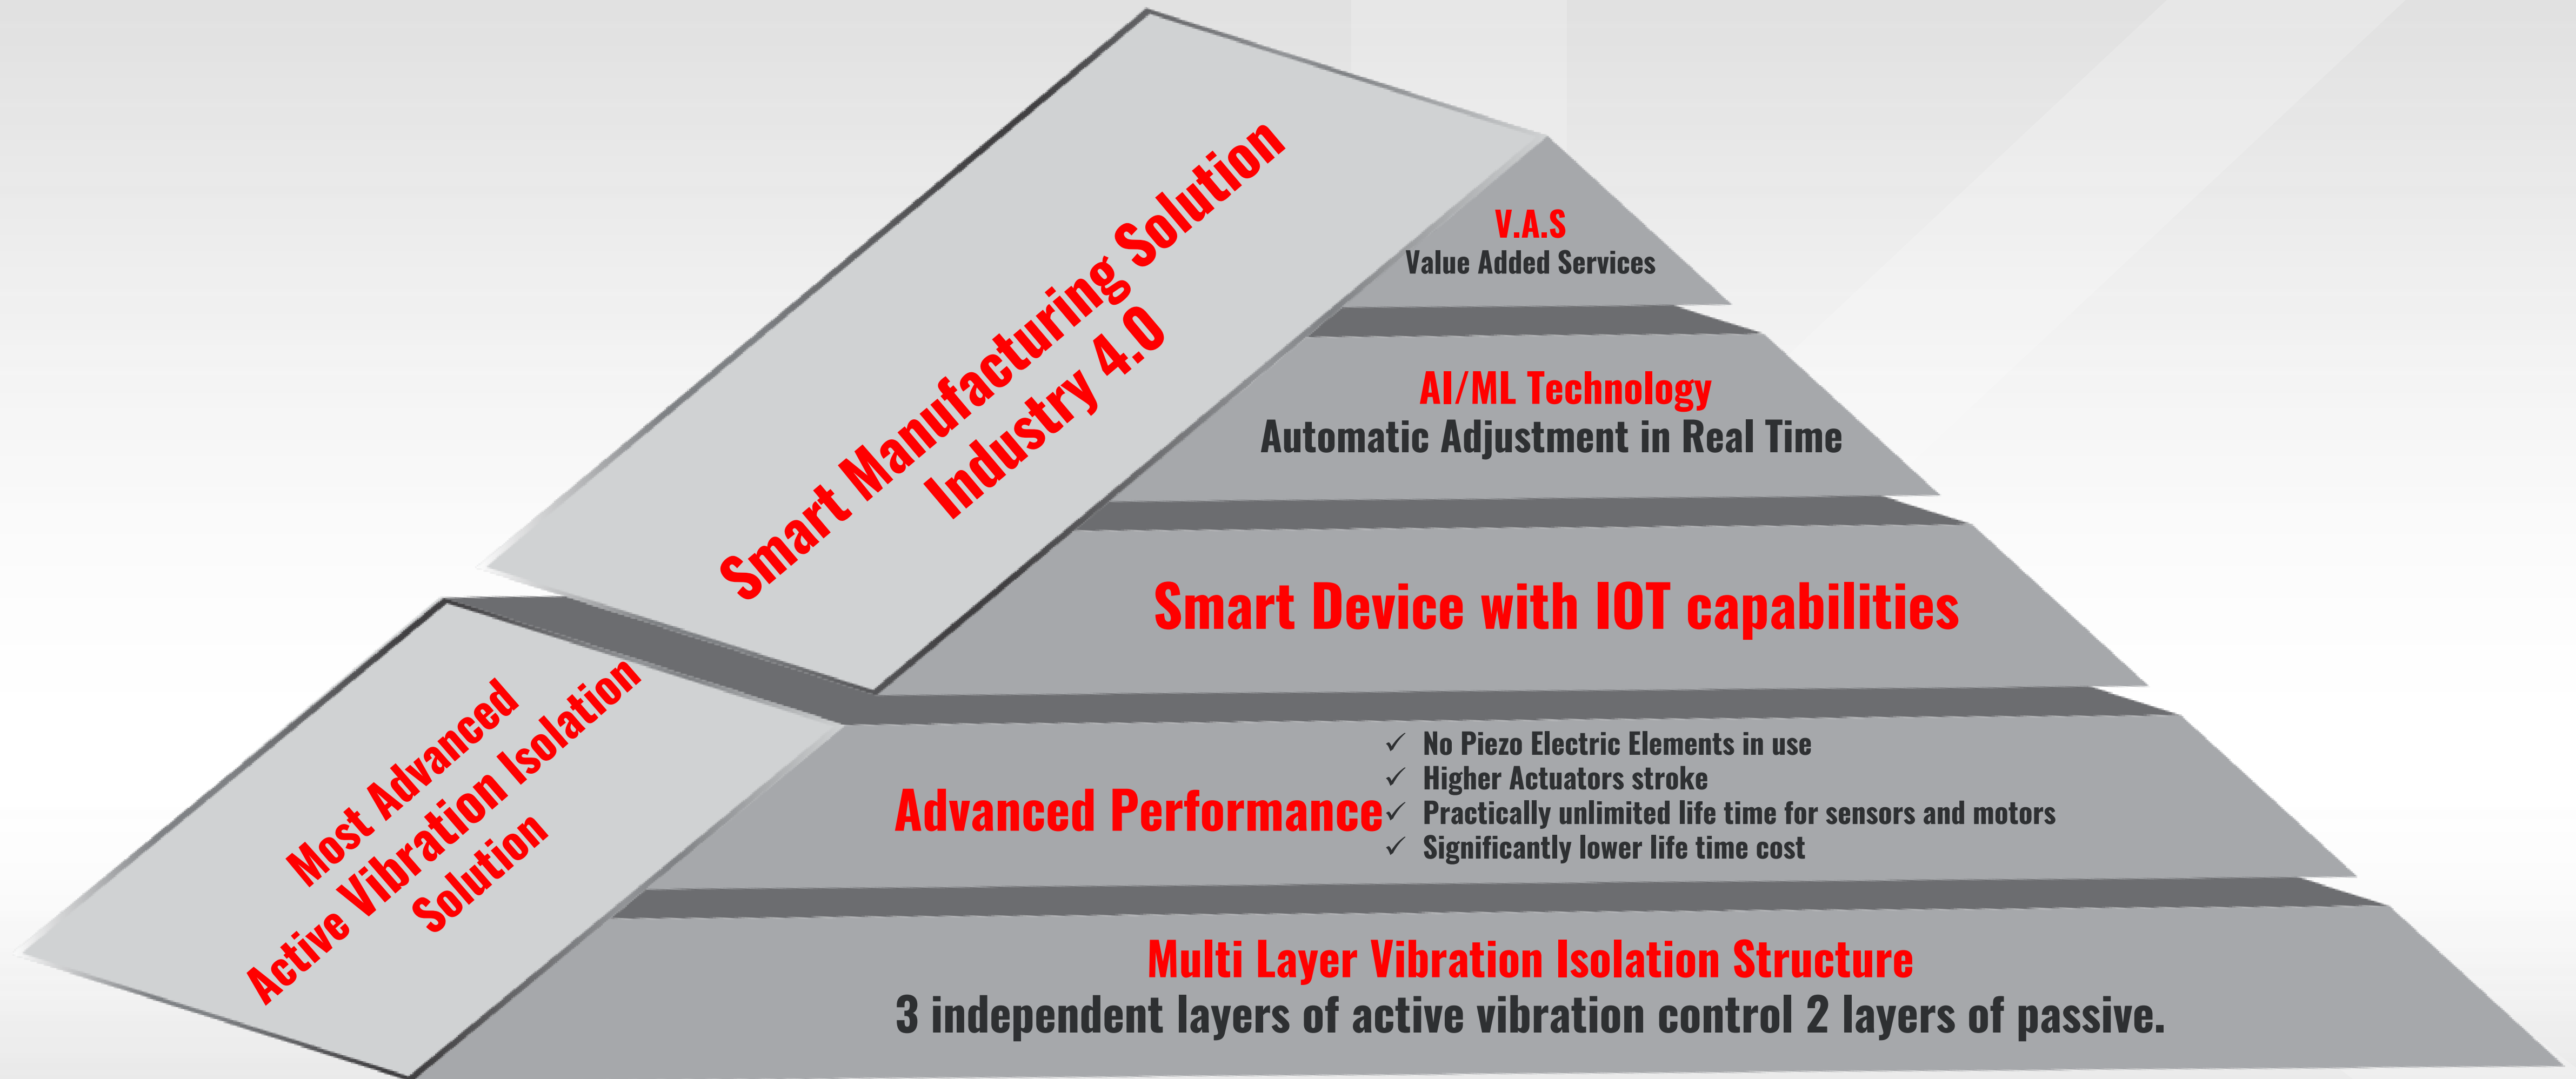 Smart Manufacturing Solution
Industry 4.0
V.A.S
Value Added Services
AI/ML Technology
Automatic Adjustment in Real Time
Smart Device with IOT capabilities
Most Advanced
Active Vibration Isolation
Solution
Advanced Performance
✓ No Piezo Electric Elements in use
✓ Higher Actuators stroke
✓ Practically unlimited life time for sensors and motors
✓ Significantly lower life time cost
Multi Layer Vibration Isolation Structure
3 independent layers of active vibration control 2 layers of passive.